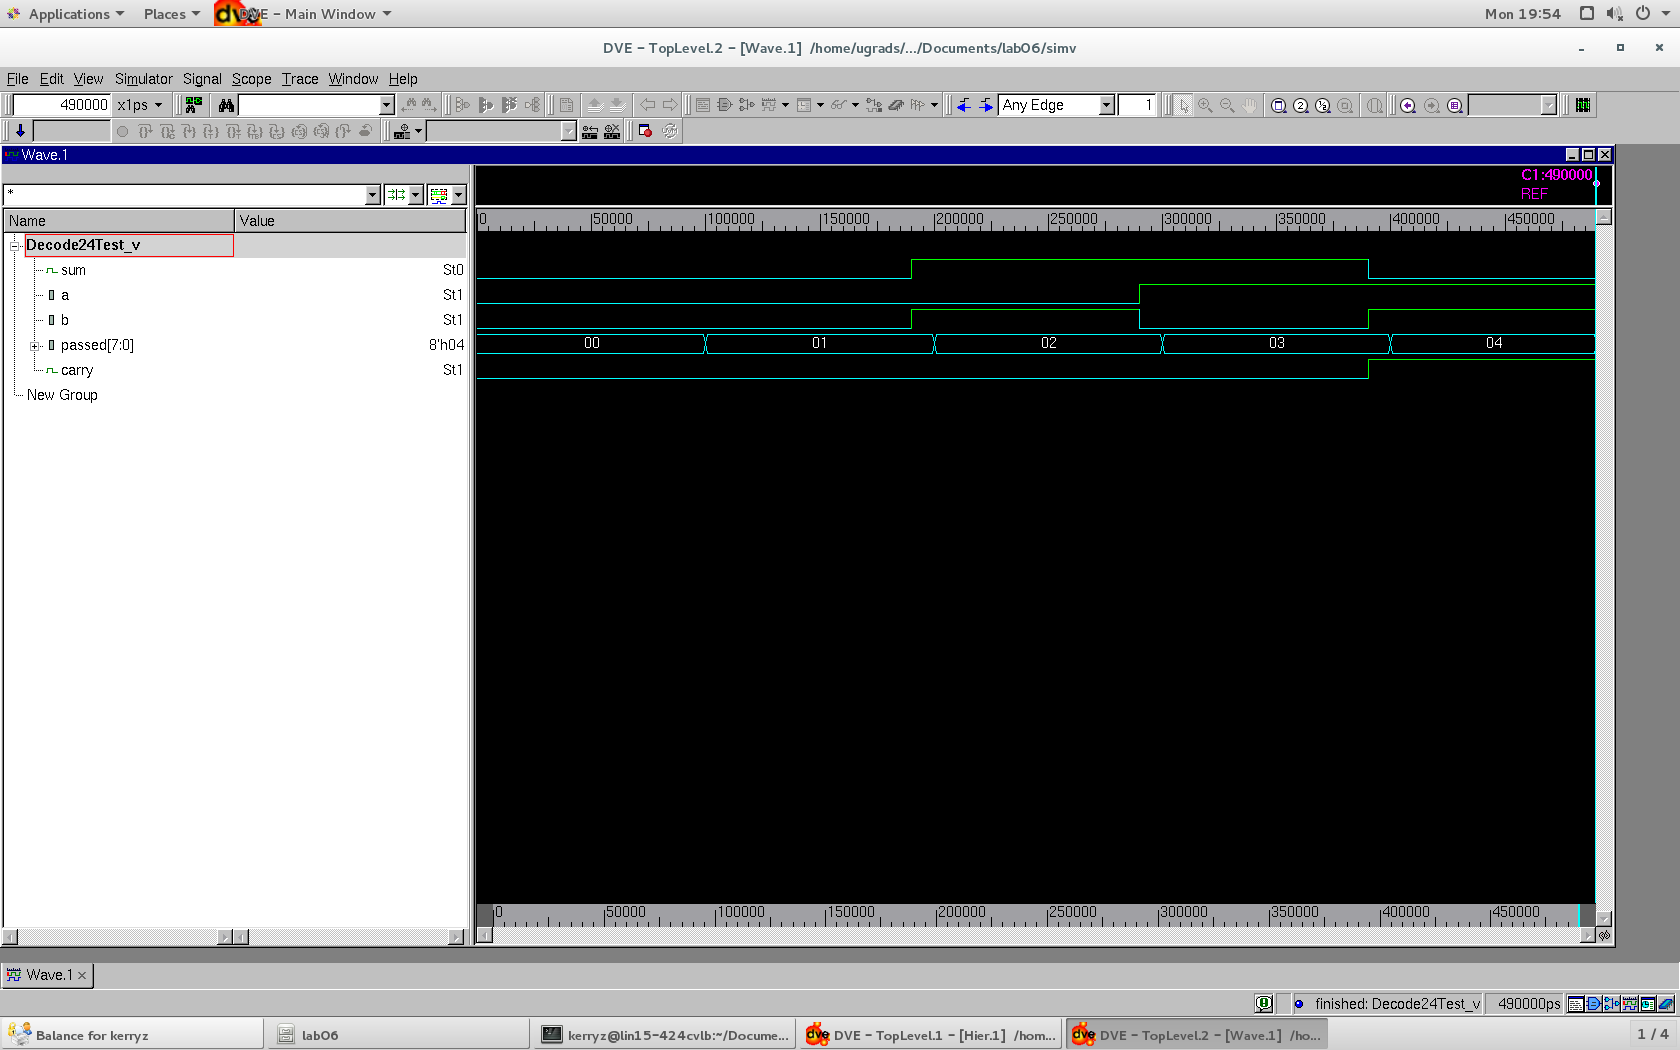 Applications Places DVE - Main Window Mon 19:54
DVE - TopLevel.2 - [Wave.1] /home/ugrads/.../Documents/lab06/simv
File Edit View Simulator Signal Scope Trace Window Help
490000 x1ps Any Edge 1
Wave.1
C1:490000
REF
*
Name Value
0 50000 100000 150000 200000 250000 300000 350000 400000 450000
Decode24Test_v
sum St0
a St1
b St1
passed[7:0] 8'h04 00 01 02 03 04
carry St1
New Group
0 50000 100000 150000 200000 250000 300000 350000 400000 450000
Wave.1
finished: Decode24Test_v 490000ps
Balance for kerryz lab06 kerryz@lin15-424cvlb:~/Docume... dve DVE - TopLevel.1 - [Hier.1] /hom... dve DVE - TopLevel.2 - [Wave.1] /ho... 1 / 4